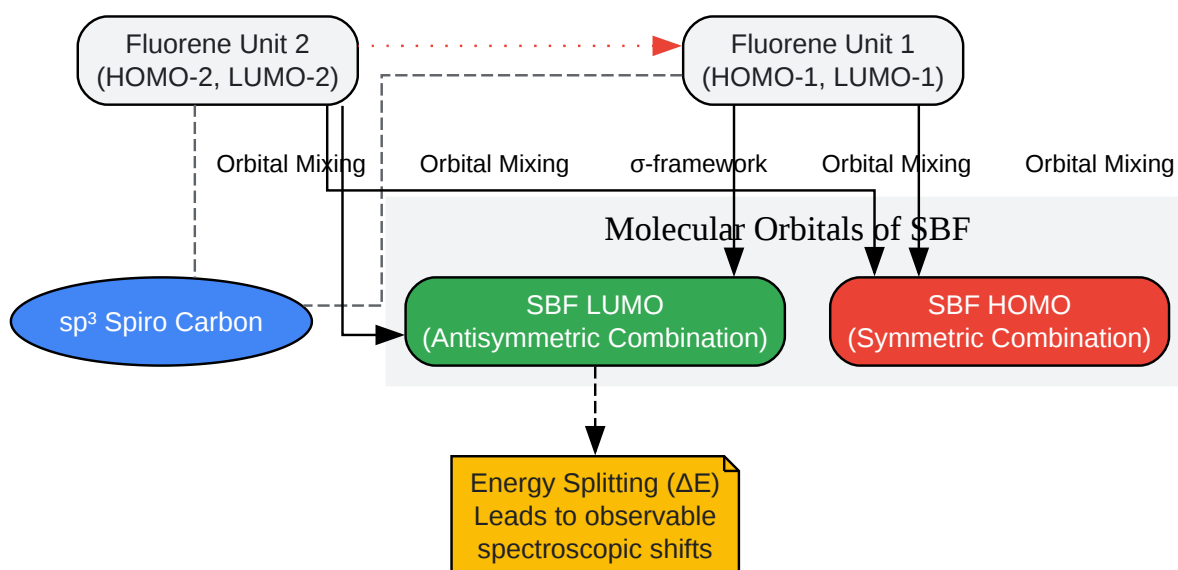 Fluorene Unit 2
(HOMO-2, LUMO-2)
Fluorene Unit 1
(HOMO-1, LUMO-1)
Orbital Mixing
Orbital Mixing
σ-framework
Orbital Mixing
Orbital Mixing
Molecular Orbitals of SBF
sp³ Spiro Carbon
SBF LUMO
(Antisymmetric Combination)
SBF HOMO
(Symmetric Combination)
Energy Splitting (ΔE)
Leads to observable
spectroscopic shifts